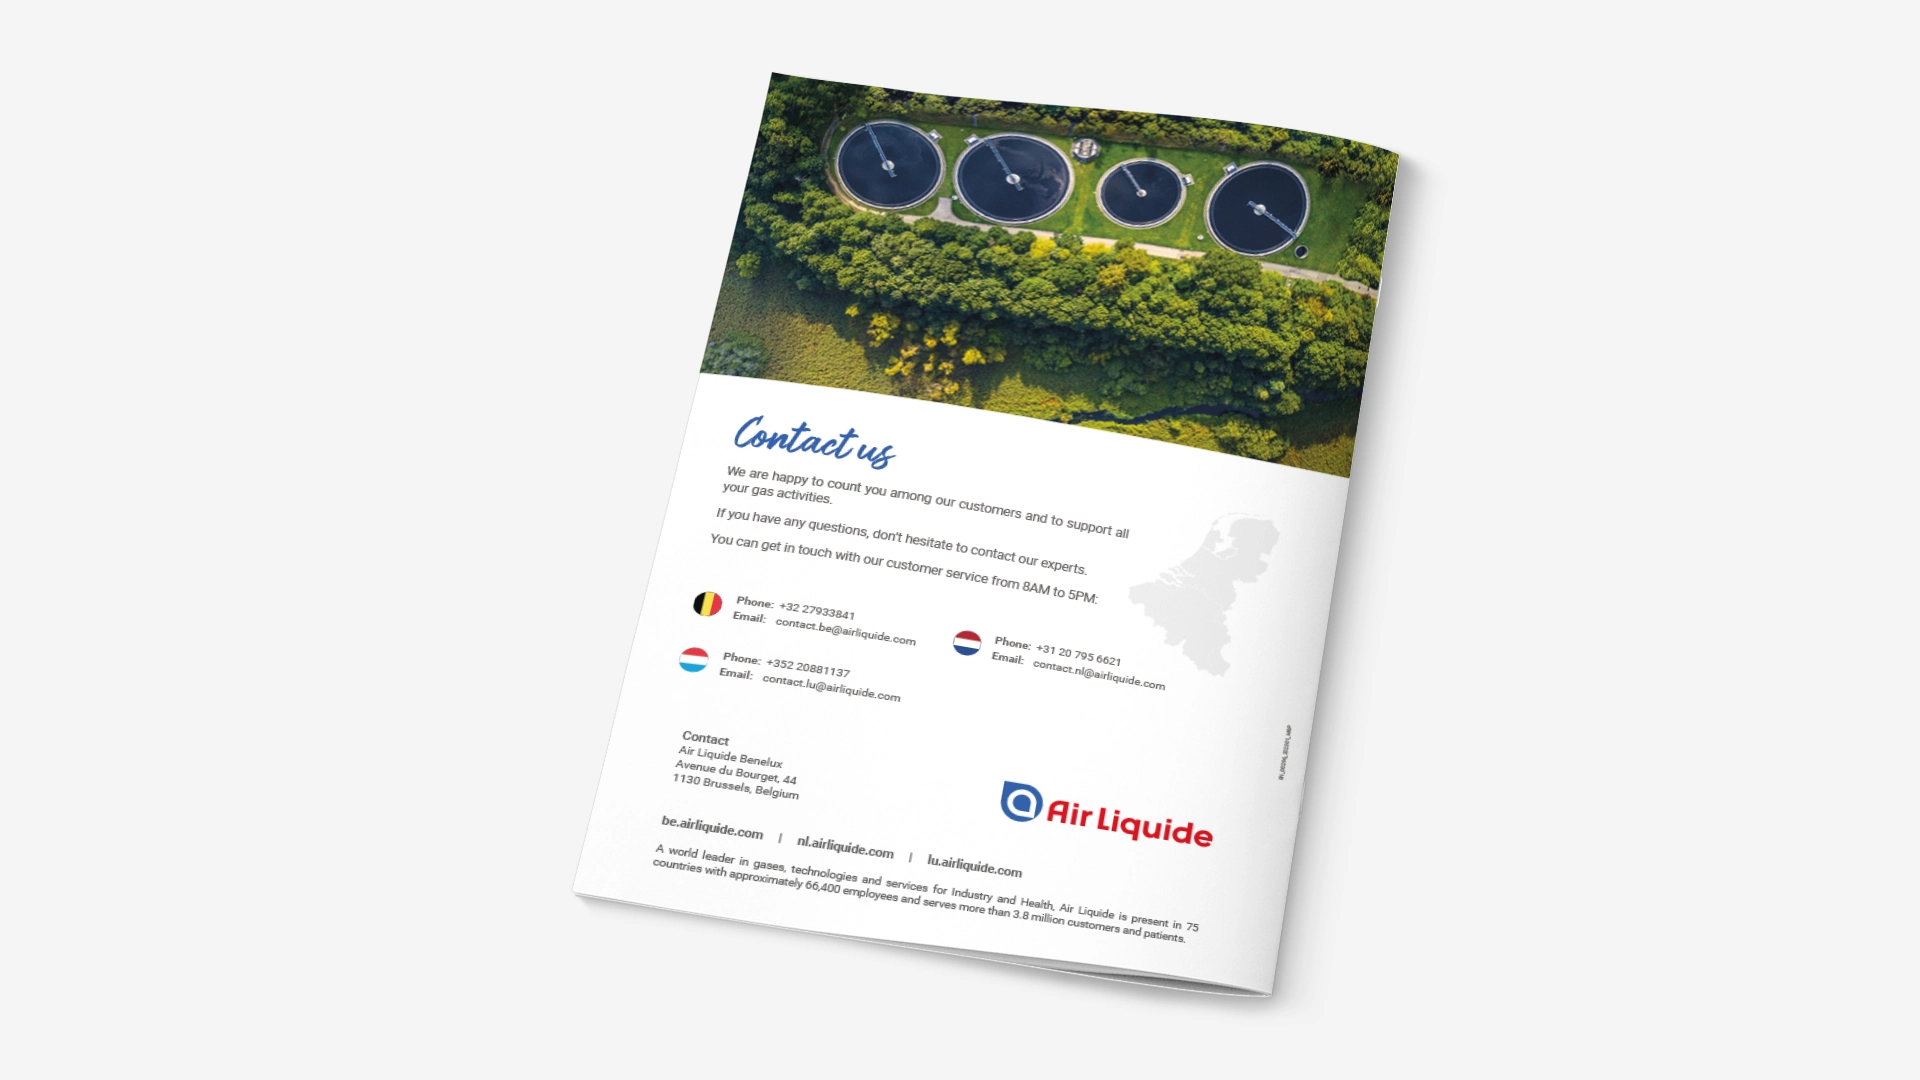 Contact us
We are happy to count you among our customers and to support all
your gas activities.
If you have any questions, don't hesitate to contact our experts.
You can get in touch with our customer service from 8AM to 5PM:
Phone: +32 27933841
Email: contact.be@airliquide.com
Phone: +31 20 795 6621
Email: contact.nl@airliquide.com
Phone: +352 20881137
Email: contact.lu@airliquide.com
Contact
Air Liquide Benelux
Avenue du Bourget, 44
1130 Brussels, Belgium
Air Liquide
be.airliquide.com | nl.airliquide.com | lu.airliquide.com
A world leader in gases, technologies and services for Industry and Health, Air Liquide is present in 75
countries with approximately 66,400 employees and serves more than 3.8 million customers and patients.